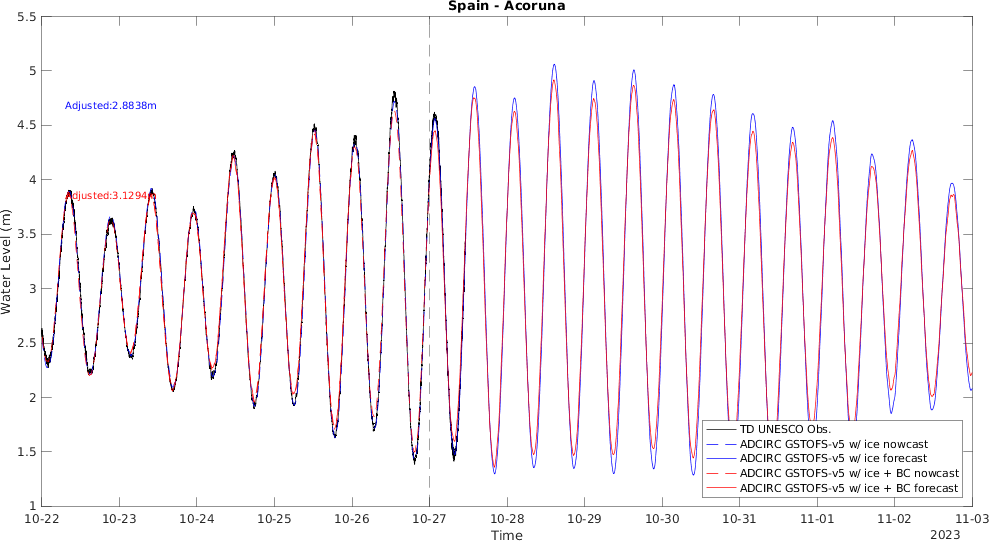 Spain - Acoruna
5.5
5
4.5
4
3.5
3
2.5
2
1.5
1
Water Level (m)
Adjusted:2.8838m
Adjusted:3.1294m
TD UNESCO Obs.
ADCIRC GSTOFS-v5 w/ ice nowcast
ADCIRC GSTOFS-v5 w/ ice forecast
ADCIRC GSTOFS-v5 w/ ice + BC nowcast
ADCIRC GSTOFS-v5 w/ ice + BC forecast
10-22 10-23 10-24 10-25 10-26 10-27 10-28 10-29 10-30 10-31 11-01 11-02 11-03
Time
2023